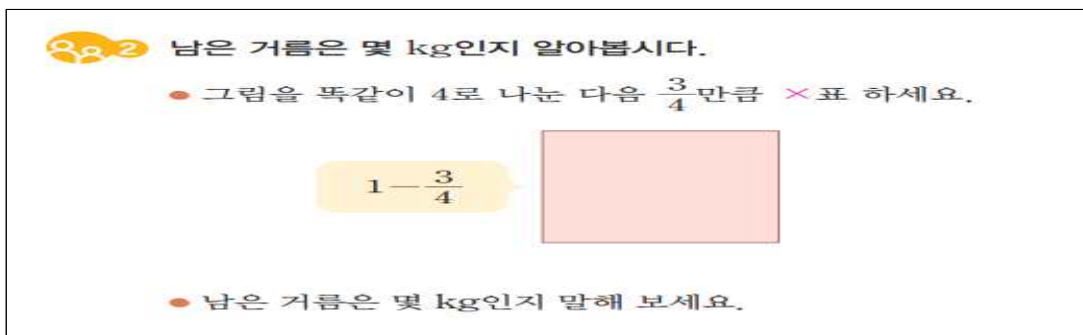 2 남은 거름은 몇 kg인지 알아봅시다.
● 그림을 똑같이 4로 나눈 다음 3/4만큼 ×표 하세요.
1－3/4
● 남은 거름은 몇 kg인지 말해 보세요.